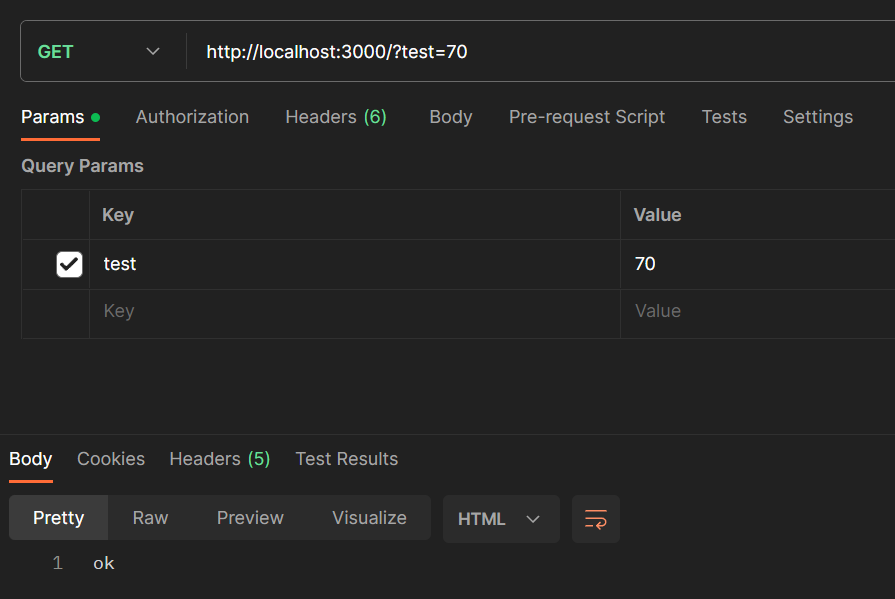 GET http://localhost:3000/?test=70
Params Authorization Headers (6) Body Pre-request Script Tests Settings
Query Params
Key Value
test 70
Key Value
Body Cookies Headers (5) Test Results
Pretty Raw Preview Visualize HTML
1 ok